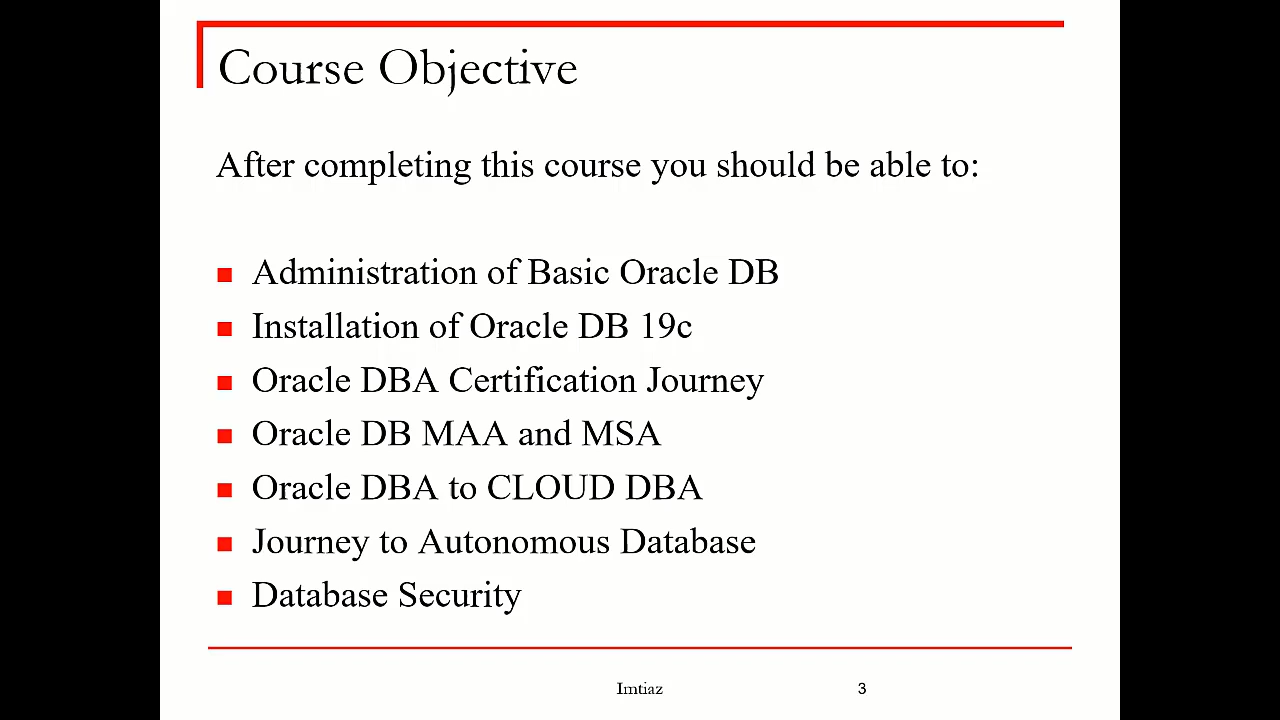 Course Objective
After completing this course you should be able to:
Administration of Basic Oracle DB
Installation of Oracle DB 19c
Oracle DBA Certification Journey
Oracle DB MAA and MSA
Oracle DBA to CLOUD DBA
Journey to Autonomous Database
Database Security
Imtiaz 3